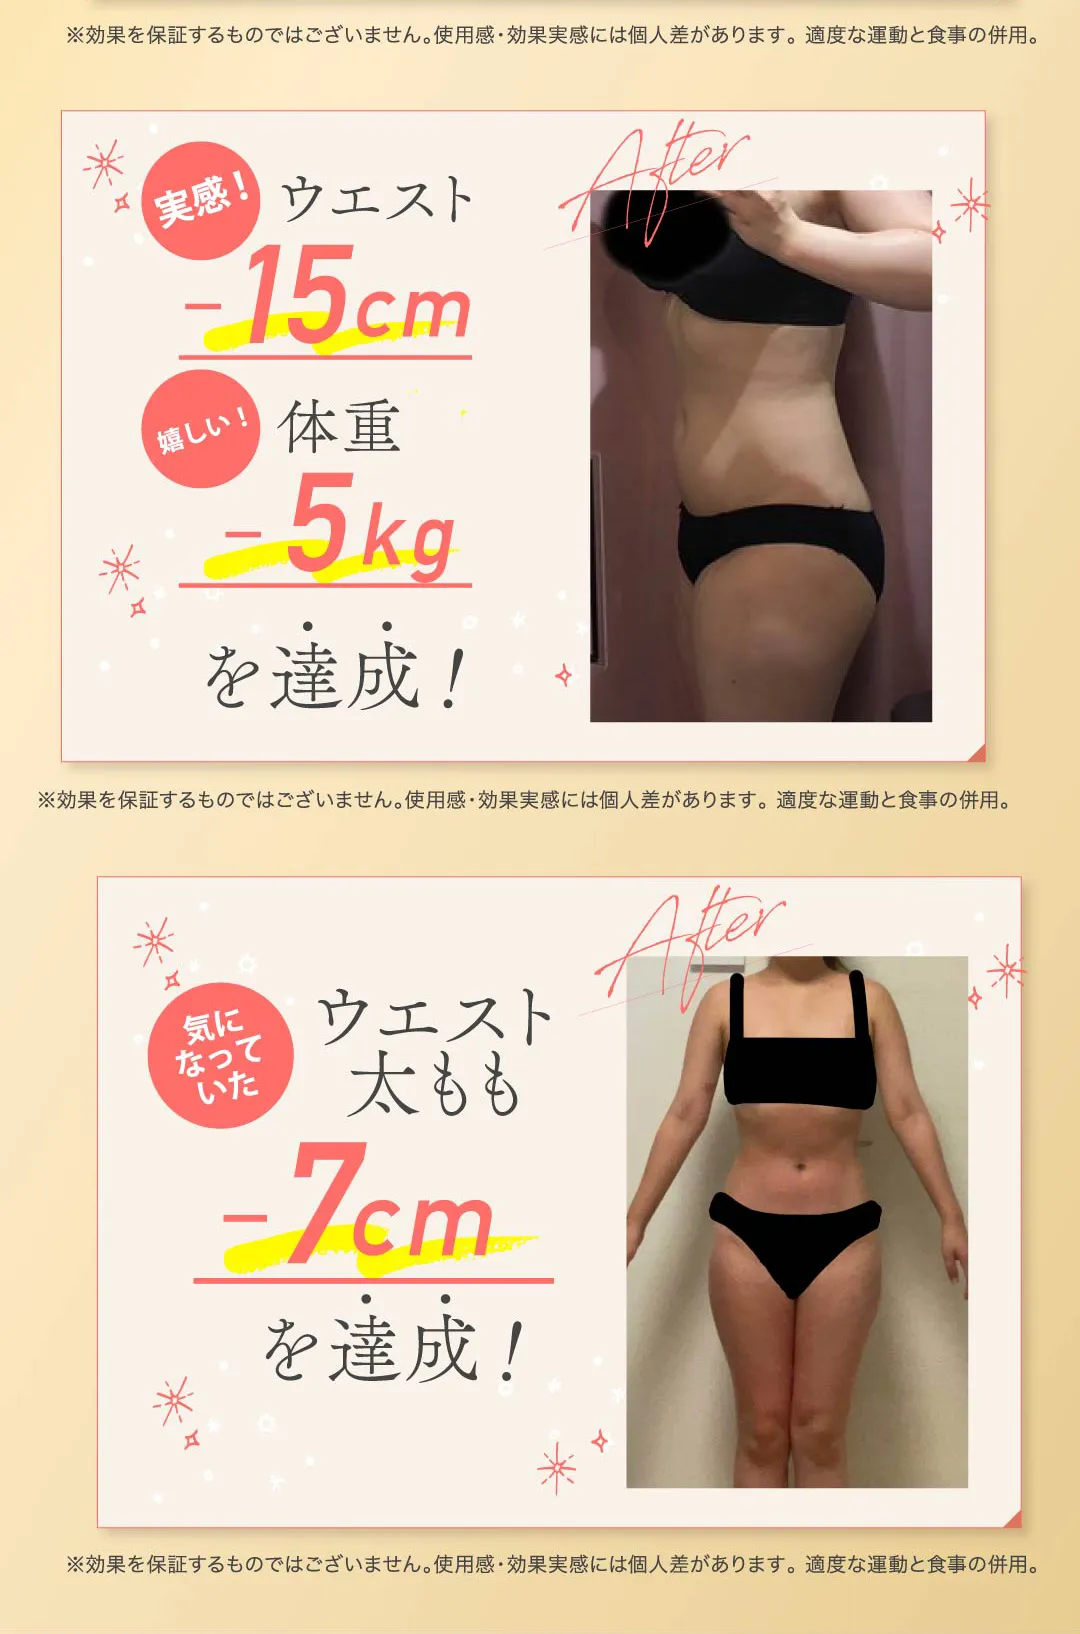 ※効果を保証するものではございません。使用感・効果実感には個人差があります。適度な運動と食事の併用。
After
実感！
ウエスト
－15cm
嬉しい！
体重
－5kg
を達成！
※効果を保証するものではございません。使用感・効果実感には個人差があります。適度な運動と食事の併用。
After
気に
なって
いた
ウエスト
太もも
－7cm
を達成！
※効果を保証するものではございません。使用感・効果実感には個人差があります。適度な運動と食事の併用。